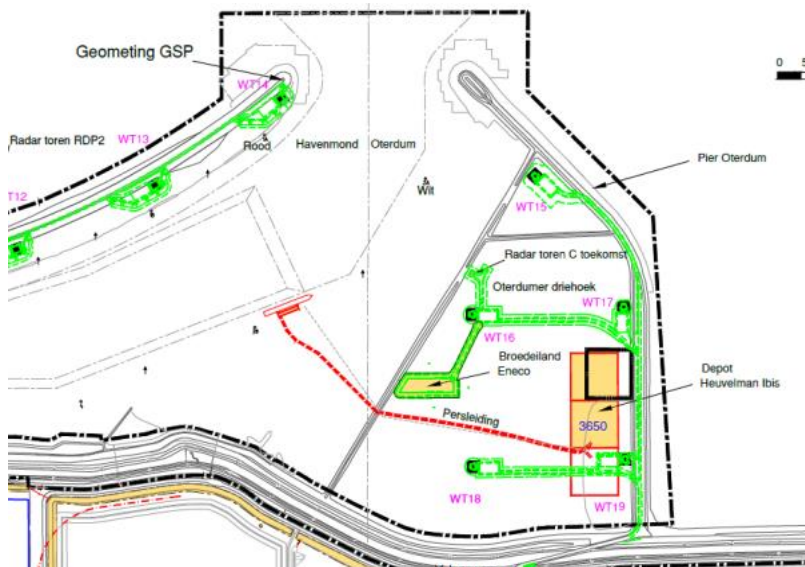 Geometing GSP
WT14
0 5
Radar toren RDP2
WT13
Rood
Havenmond Oterdum
Pier Oterdum
Wit
WT15
Radar toren C toekomst
Oterdumer driehoek
WT17
WT16
Broedeiland
Eneco
Depot
Heuvelman Ibis
Persleiding
3650
WT18
WT19